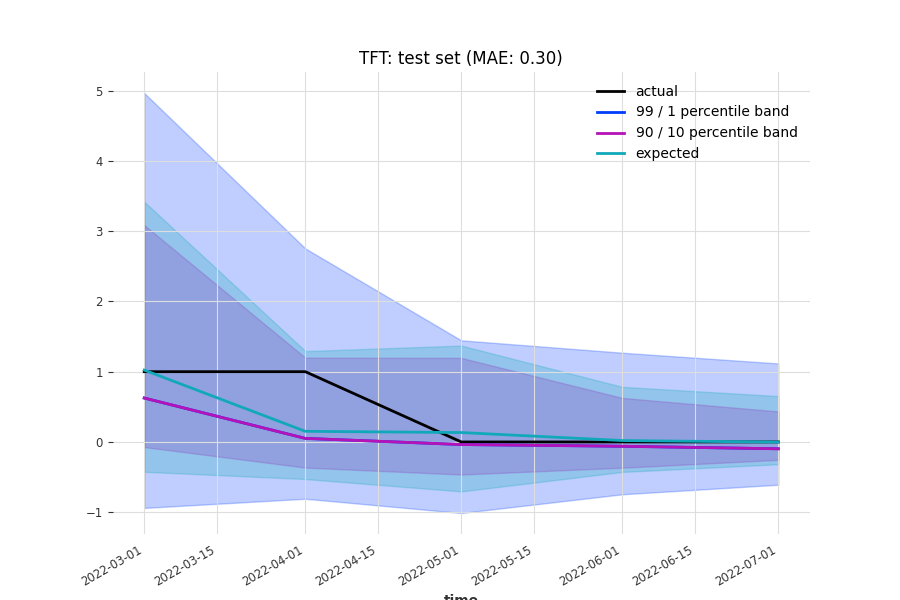 TFT: test set (MAE: 0.30)
actual
99 / 1 percentile band
90 / 10 percentile band
expected
5
4
3
2
1
0
−1
2022-03-01
2022-03-15
2022-04-01
2022-04-15
2022-05-01
2022-05-15
2022-06-01
2022-06-15
2022-07-01
time